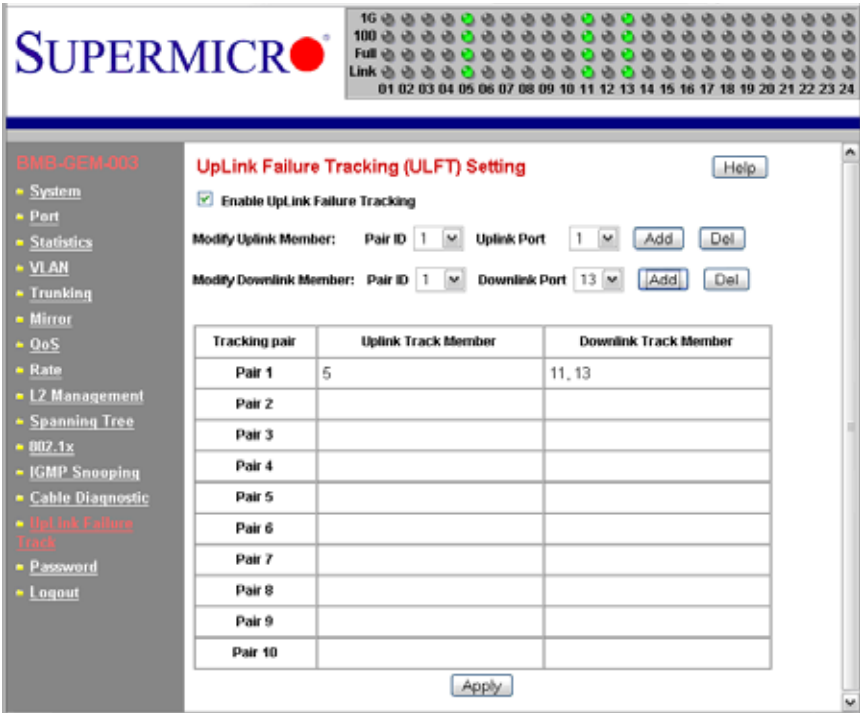 SUPERMICRO
1G
100
Full
Link
01 02 03 04 05 06 07 08 09 10 11 12 13 14 15 16 17 18 19 20 21 22 23 24
BMB-GEM-003
System
Port
Statistics
VLAN
Trunking
Mirror
QoS
Rate
L2 Management
Spanning Tree
802.1x
IGMP Snooping
Cable Diagnostic
UpLink Failure
Track
Password
Logout
UpLink Failure Tracking (ULFT) Setting
Help
Enable UpLink Failure Tracking
Modify Uplink Member: Pair ID 1 Uplink Port 1 Add Del
Modify Downlink Member: Pair ID 1 Downlink Port 13 Add Del
Tracking pair Uplink Track Member Downlink Track Member
Pair 1 5 11, 13
Pair 2
Pair 3
Pair 4
Pair 5
Pair 6
Pair 7
Pair 8
Pair 9
Pair 10
Apply